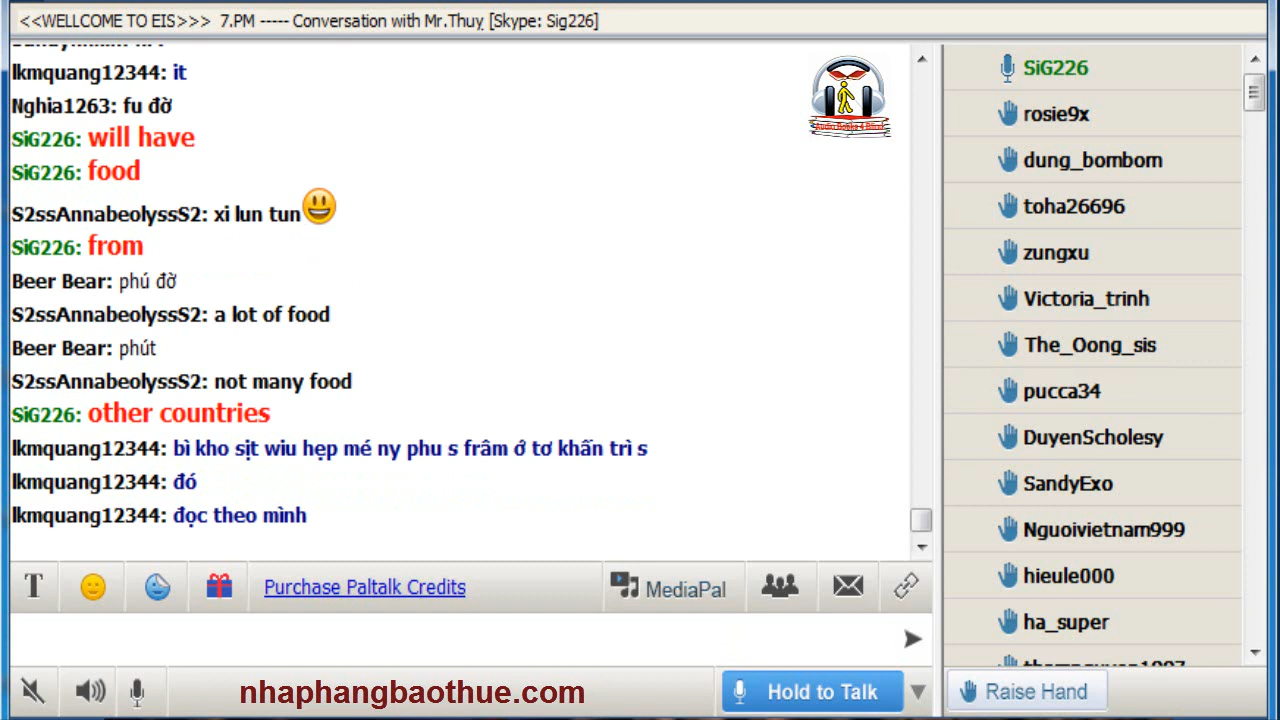 <<WELLCOME TO EIS>>> 7.PM ----- Conversation with Mr.Thuỵ [Skype: Sig226]
lkmquang12344: it
Nghia1263: fu đờ
SiG226: will have
SiG226: food
S2ssAnnabeolyssS2: xi lun tun
SiG226: from
Beer Bear: phú đờ
S2ssAnnabeolyssS2: a lot of food
Beer Bear: phút
S2ssAnnabeolyssS2: not many food
SiG226: other countries
lkmquang12344: bì kho sịt wiu hẹp mé ny phu s frâm ớ tơ khấn trì s
lkmquang12344: đó
lkmquang12344: đọc theo mình
T
Purchase Paltalk Credits
MediaPal
nhaphangbaothue.com
Hold to Talk
SiG226
rosie9x
dung_bombom
toha26696
zungxu
Victoria_trinh
The_Oong_sis
pucca34
DuyenScholesy
SandyExo
Nguoivietnam999
hieule000
ha_super
Raise Hand